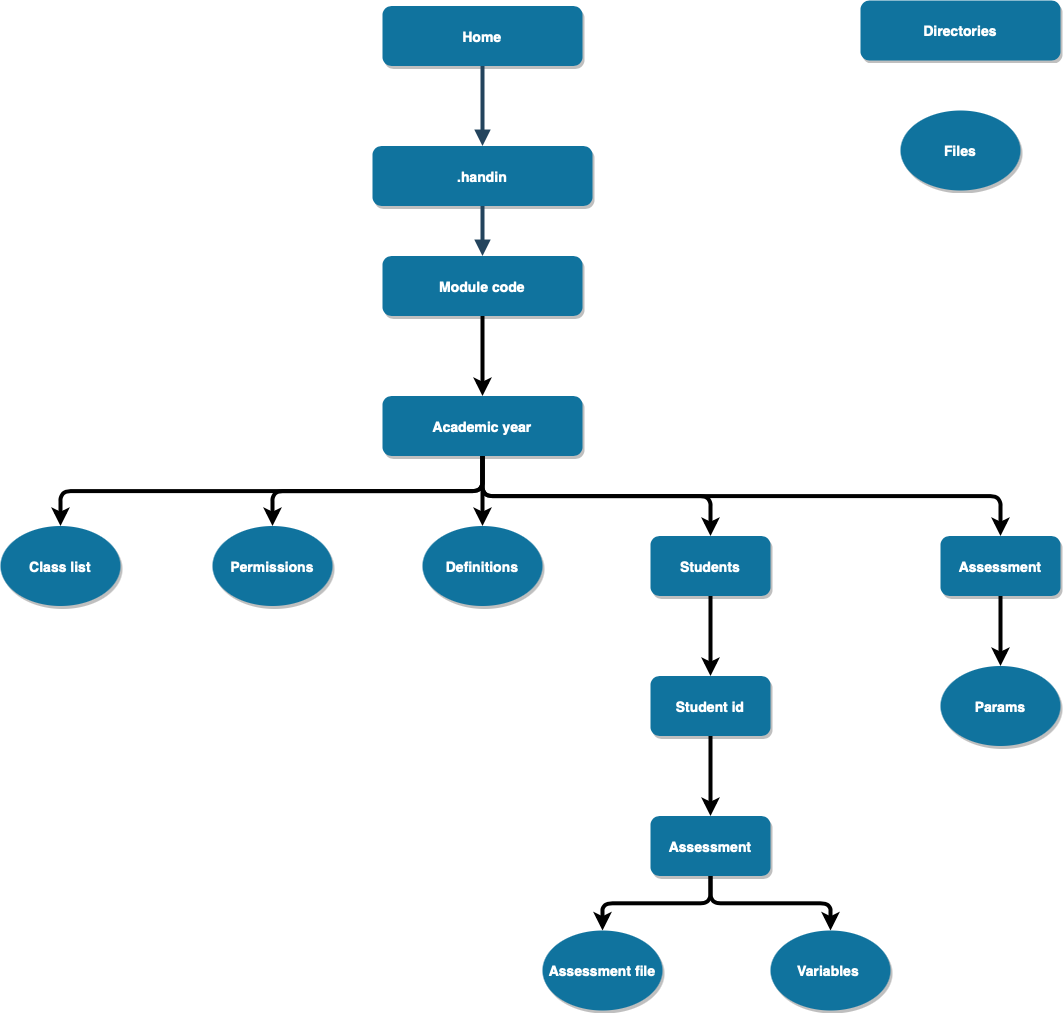 Home
Directories
Files
.handin
Module code
Academic year
Class list
Permissions
Definitions
Students
Assessment
Student id
Params
Assessment
Assessment file
Variables